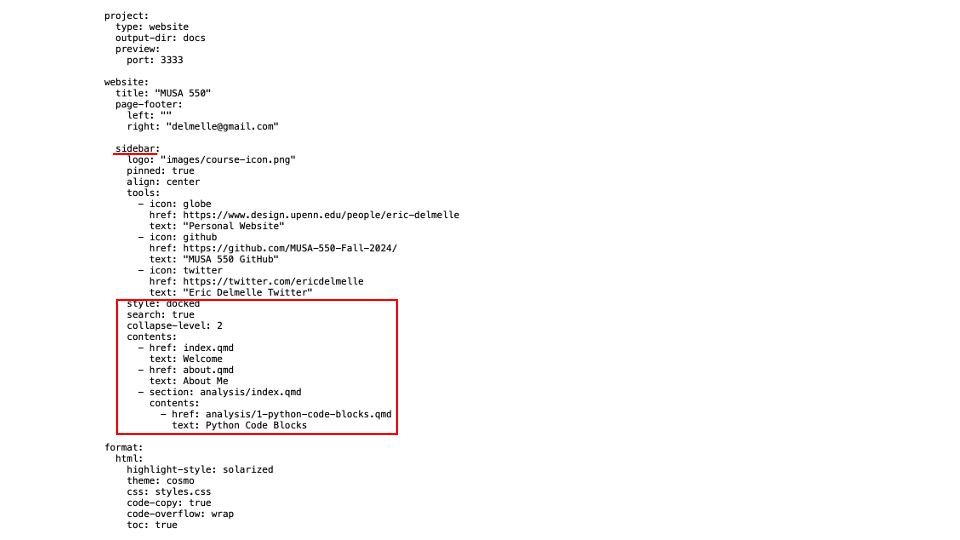 project:
  type: website
  output-dir: docs
  preview:
    port: 3333

website:
  title: "MUSA 550"
  page-footer:
    left: ""
    right: "delmelle@gmail.com"

  sidebar:
    logo: "images/course-icon.png"
    pinned: true
    align: center
    tools:
      - icon: globe
        href: https://www.design.upenn.edu/people/eric-delmelle
        text: "Personal Website"
      - icon: github
        href: https://github.com/MUSA-550-Fall-2024/
        text: "MUSA 550 GitHub"
      - icon: twitter
        href: https://twitter.com/ericdelmelle
        text: "Eric Delmelle Twitter"
    style: docked
    search: true
    collapse-level: 2
    contents:
      - href: index.qmd
        text: Welcome
      - href: about.qmd
        text: About Me
      - section: analysis/index.qmd
        contents:
          - href: analysis/1-python-code-blocks.qmd
            text: Python Code Blocks

format:
  html:
    highlight-style: solarized
    theme: cosmo
    css: styles.css
    code-copy: true
    code-overflow: wrap
    toc: true